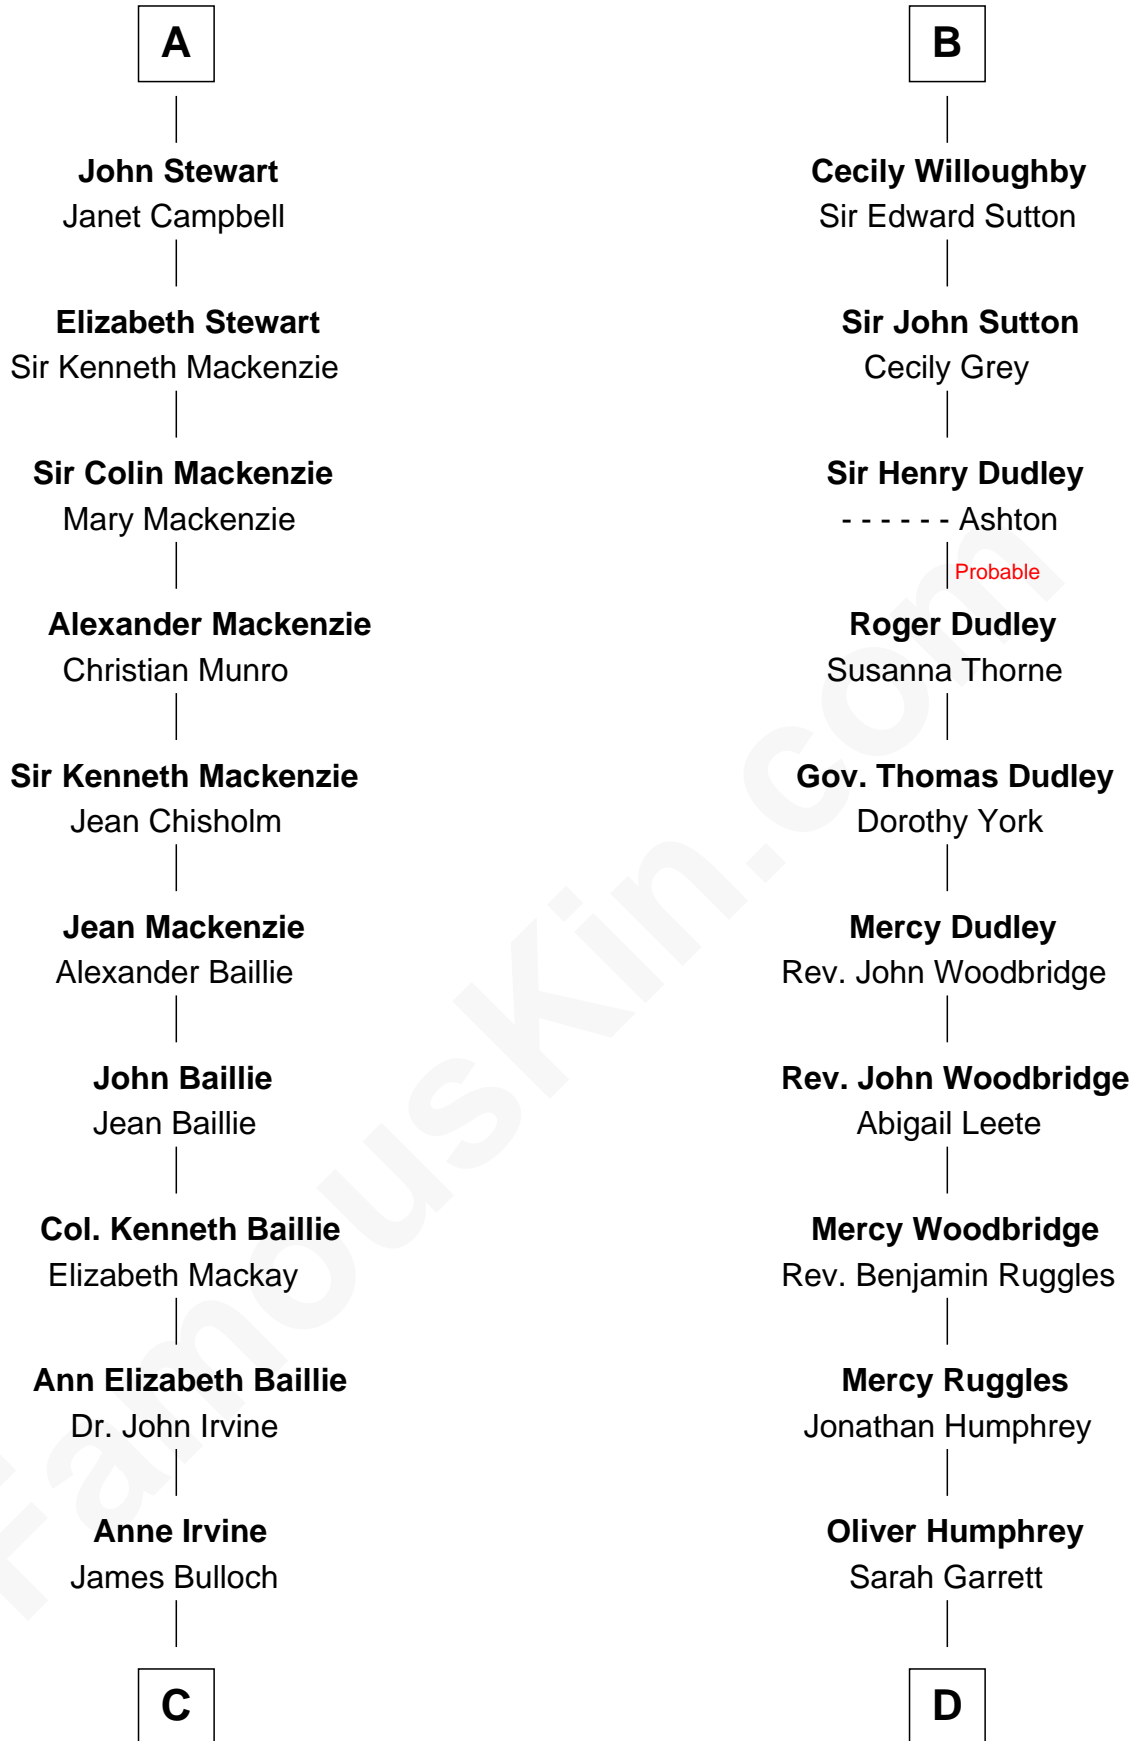 A
John Stewart
Janet Campbell
Elizabeth Stewart
Sir Kenneth Mackenzie
Sir Colin Mackenzie
Mary Mackenzie
Alexander Mackenzie
Christian Munro
Sir Kenneth Mackenzie
Jean Chisholm
Jean Mackenzie
Alexander Baillie
John Baillie
Jean Baillie
Col. Kenneth Baillie
Elizabeth Mackay
Ann Elizabeth Baillie
Dr. John Irvine
Anne Irvine
James Bulloch
C
B
Cecily Willoughby
Sir Edward Sutton
Sir John Sutton
Cecily Grey
Sir Henry Dudley
- - - - - - Ashton
Probable
Roger Dudley
Susanna Thorne
Gov. Thomas Dudley
Dorothy York
Mercy Dudley
Rev. John Woodbridge
Rev. John Woodbridge
Abigail Leete
Mercy Woodbridge
Rev. Benjamin Ruggles
Mercy Ruggles
Jonathan Humphrey
Oliver Humphrey
Sarah Garrett
D
FamousKin.com